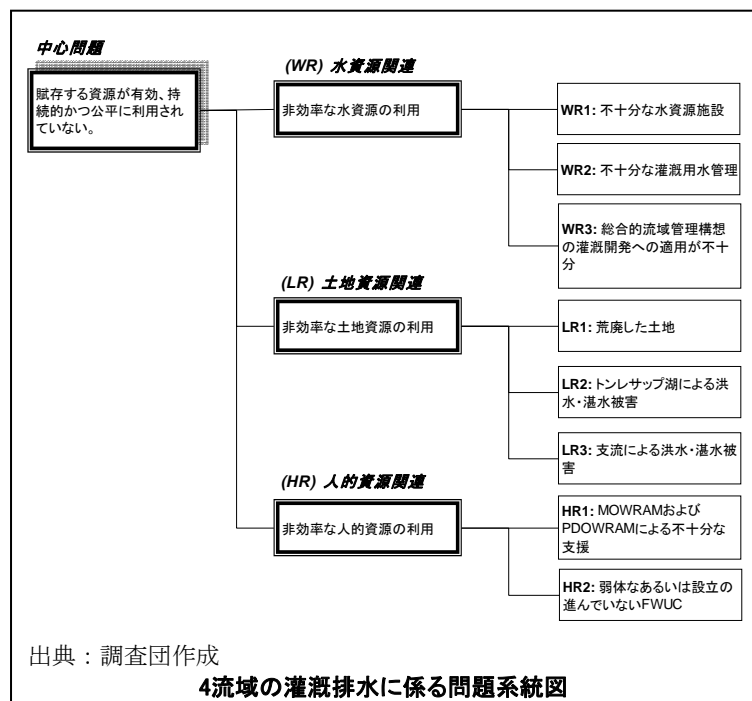 中心問題
賦存する資源が有効、持
続的かつ公平に利用され
ていない。
(WR) 水資源関連
非効率な水資源の利用
WR1: 不十分な水資源施設
WR2: 不十分な灌漑用水管理
WR3: 総合的流域管理構想
の灌漑開発への適用が不十
分
(LR) 土地資源関連
非効率な土地資源の利用
LR1: 荒廃した土地
LR2: トンレサップ湖による洪
水・湛水被害
LR3: 支流による洪水・湛水被
害
(HR) 人的資源関連
非効率な人的資源の利用
HR1: MOWRAMおよび
PDOWRAMによる不十分な
支援
HR2: 弱体なあるいは設立の
進んでいないFWUC
出典：調査団作成
4流域の灌漑排水に係る問題系統図